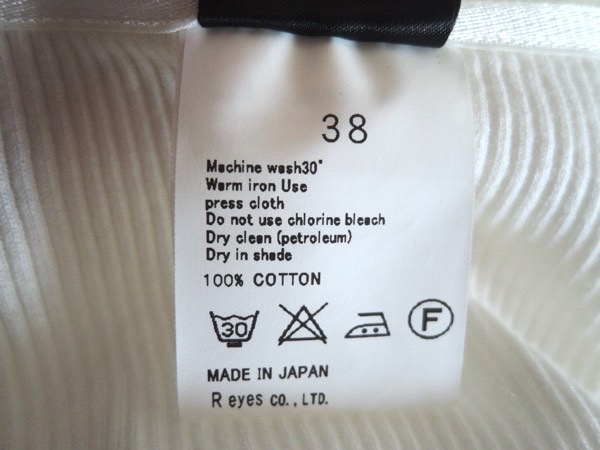 38
Machine wash30°
Warm iron Use
press cloth
Do not use chlorine bleach
Dry clean (petroleum)
Dry in shade
100% COTTON
30 F
MADE IN JAPAN
R eyes CO., LTD.